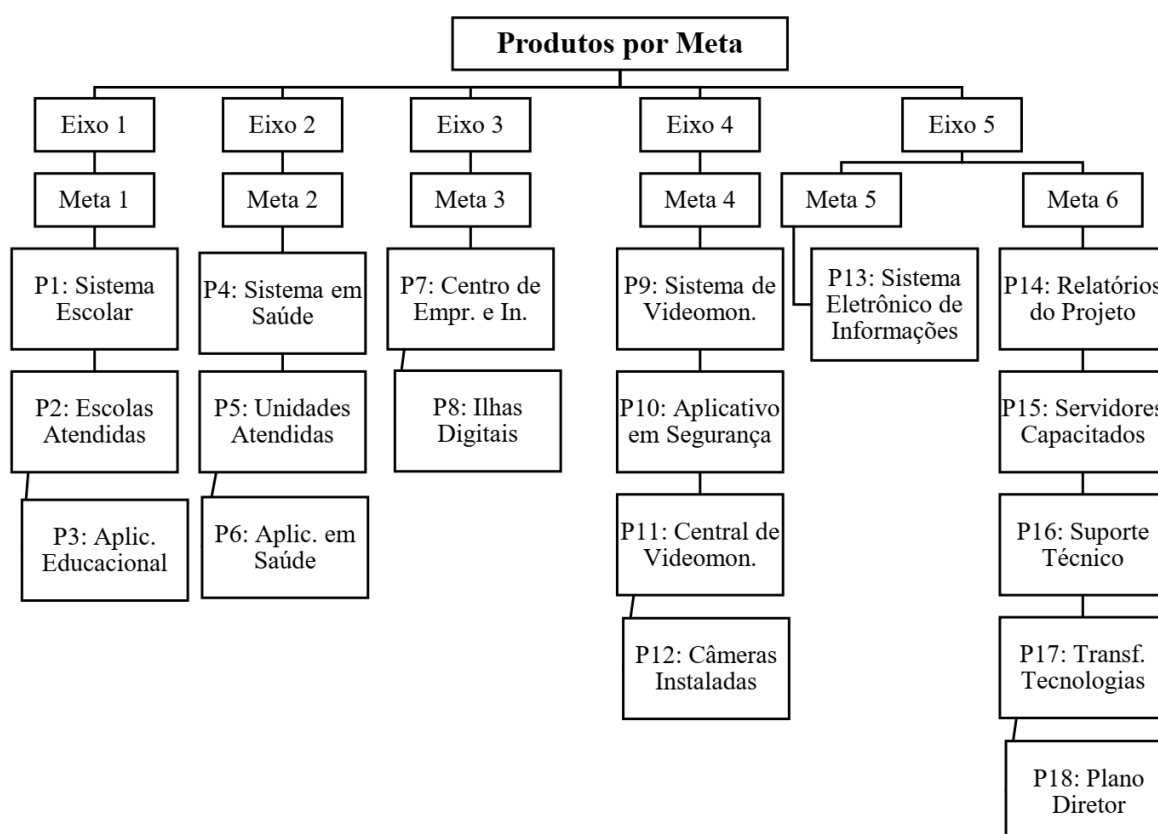 Produtos por Meta
Eixo 1
Eixo 2
Eixo 3
Eixo 4
Eixo 5
Meta 1
Meta 2
Meta 3
Meta 4
Meta 5
Meta 6
P1: Sistema
Escolar
P2: Escolas
Atendidas
P3: Aplic.
Educacional
P4: Sistema em
Saúde
P5: Unidades
Atendidas
P6: Aplic. em
Saúde
P7: Centro de
Empr. e In.
P8: Ilhas
Digitais
P9: Sistema de
Videomon.
P10: Aplicativo
em Segurança
P11: Central de
Videomon.
P12: Câmeras
Instaladas
P13: Sistema
Eletrônico de
Informações
P14: Relatórios
do Projeto
P15: Servidores
Capacitados
P16: Suporte
Técnico
P17: Transf.
Tecnologias
P18: Plano
Diretor